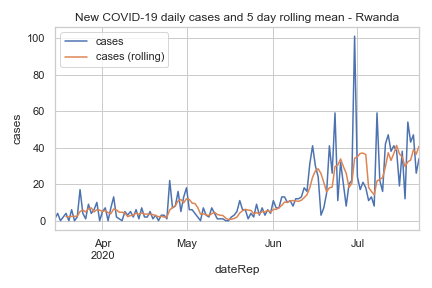 New COVID-19 daily cases and 5 day rolling mean - Rwanda
cases
cases (rolling)
100
80
60
40
20
0
cases
Apr
2020
May
Jun
Jul
dateRep